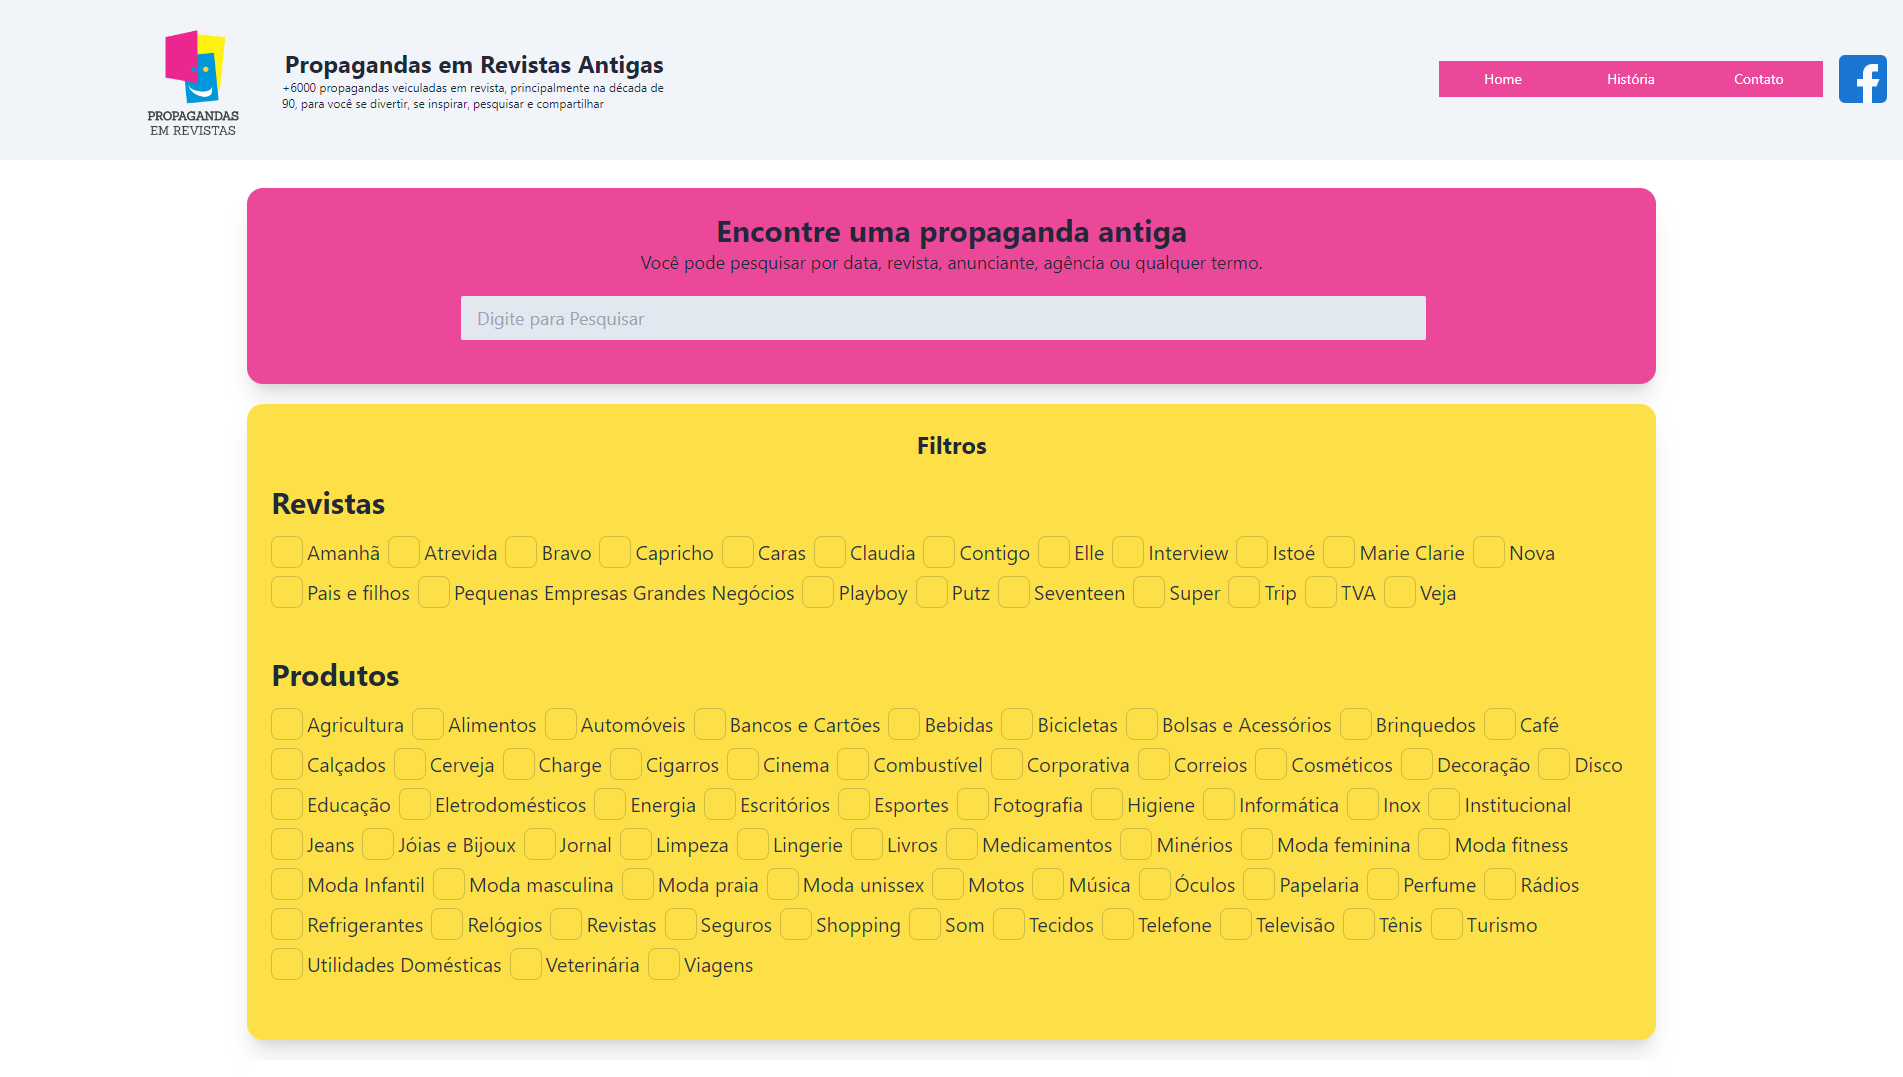 PROPAGANDAS
EM REVISTAS
Propagandas em Revistas Antigas
+6000 propagandas veiculadas em revista, principalmente na década de
90, para você se divertir, se inspirar, pesquisar e compartilhar
Home História Contato
Encontre uma propaganda antiga
Você pode pesquisar por data, revista, anunciante, agência ou qualquer termo.
Digite para Pesquisar
Filtros
Revistas
Amanhã Atrevida Bravo Capricho Caras Claudia Contigo Elle Interview Istoé Marie Clarie Nova
Pais e filhos Pequenas Empresas Grandes Negócios Playboy Putz Seventeen Super Trip TVA Veja
Produtos
Agricultura Alimentos Automóveis Bancos e Cartões Bebidas Bicicletas Bolsas e Acessórios Brinquedos Café
Calçados Cerveja Charge Cigarros Cinema Combustível Corporativa Correios Cosméticos Decoração Disco
Educação Eletrodomésticos Energia Escritórios Esportes Fotografia Higiene Informática Inox Institucional
Jeans Jóias e Bijoux Jornal Limpeza Lingerie Livros Medicamentos Minérios Moda feminina Moda fitness
Moda Infantil Moda masculina Moda praia Moda unissex Motos Música Óculos Papelaria Perfume Rádios
Refrigerantes Relógios Revistas Seguros Shopping Som Tecidos Telefone Televisão Tênis Turismo
Utilidades Domésticas Veterinária Viagens